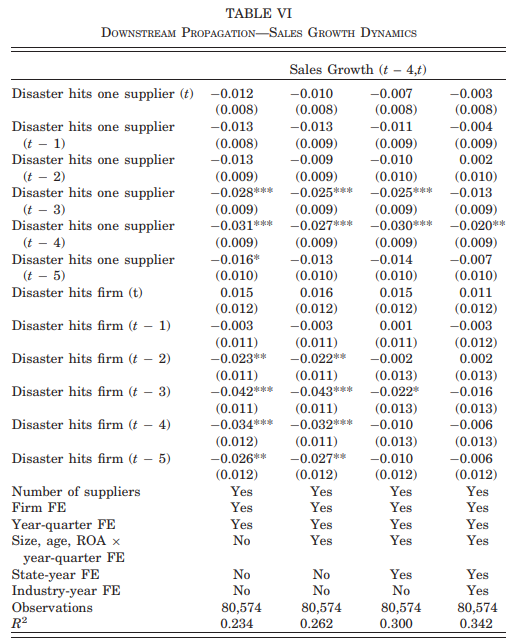 TABLE VI
DOWNSTREAM PROPAGATION—SALES GROWTH DYNAMICS
Sales Growth (t − 4,t)
Disaster hits one supplier (t) −0.012 −0.010 −0.007 −0.003
(0.008) (0.008) (0.008) (0.008)
Disaster hits one supplier −0.013 −0.013 −0.011 −0.004
(t − 1) (0.008) (0.009) (0.009) (0.009)
Disaster hits one supplier −0.013 −0.009 −0.010 0.002
(t − 2) (0.009) (0.009) (0.010) (0.010)
Disaster hits one supplier −0.028*** −0.025*** −0.025*** −0.013
(t − 3) (0.009) (0.009) (0.009) (0.009)
Disaster hits one supplier −0.031*** −0.027*** −0.030*** −0.020**
(t − 4) (0.009) (0.009) (0.009) (0.009)
Disaster hits one supplier −0.016* −0.013 −0.014 −0.007
(t − 5) (0.010) (0.010) (0.010) (0.010)
Disaster hits firm (t) 0.015 0.016 0.015 0.011
(0.012) (0.012) (0.012) (0.012)
Disaster hits firm (t − 1) −0.003 −0.003 0.001 −0.003
(0.011) (0.011) (0.011) (0.012)
Disaster hits firm (t − 2) −0.023** −0.022** −0.002 0.002
(0.011) (0.011) (0.013) (0.013)
Disaster hits firm (t − 3) −0.042*** −0.043*** −0.022* −0.016
(0.011) (0.011) (0.013) (0.013)
Disaster hits firm (t − 4) −0.034*** −0.032*** −0.010 −0.006
(0.012) (0.011) (0.013) (0.013)
Disaster hits firm (t − 5) −0.026** −0.027** −0.010 −0.006
(0.012) (0.012) (0.012) (0.012)
Number of suppliers Yes Yes Yes Yes
Firm FE Yes Yes Yes Yes
Year-quarter FE Yes Yes Yes Yes
Size, age, ROA × No Yes Yes Yes
year-quarter FE
State-year FE No No Yes Yes
Industry-year FE No No No Yes
Observations 80,574 80,574 80,574 80,574
R² 0.234 0.262 0.300 0.342